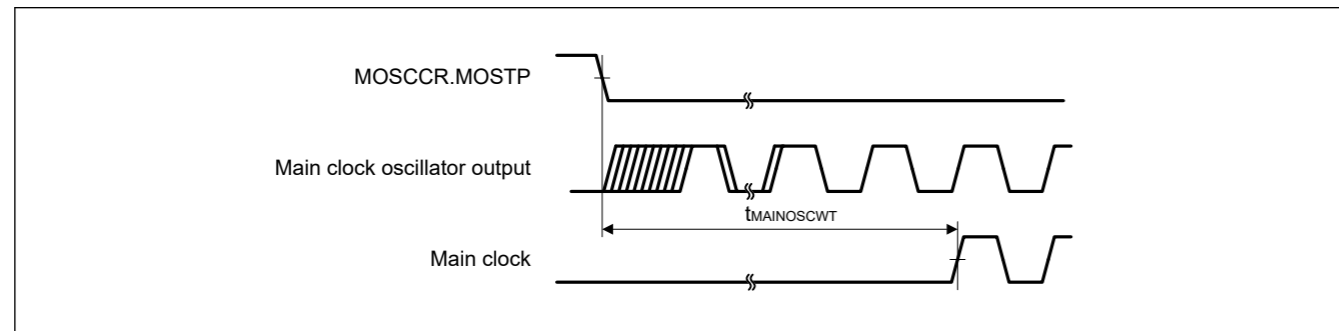 MOSCCR.MOSTP
Main clock oscillator output
tMAINOSCWT
Main clock